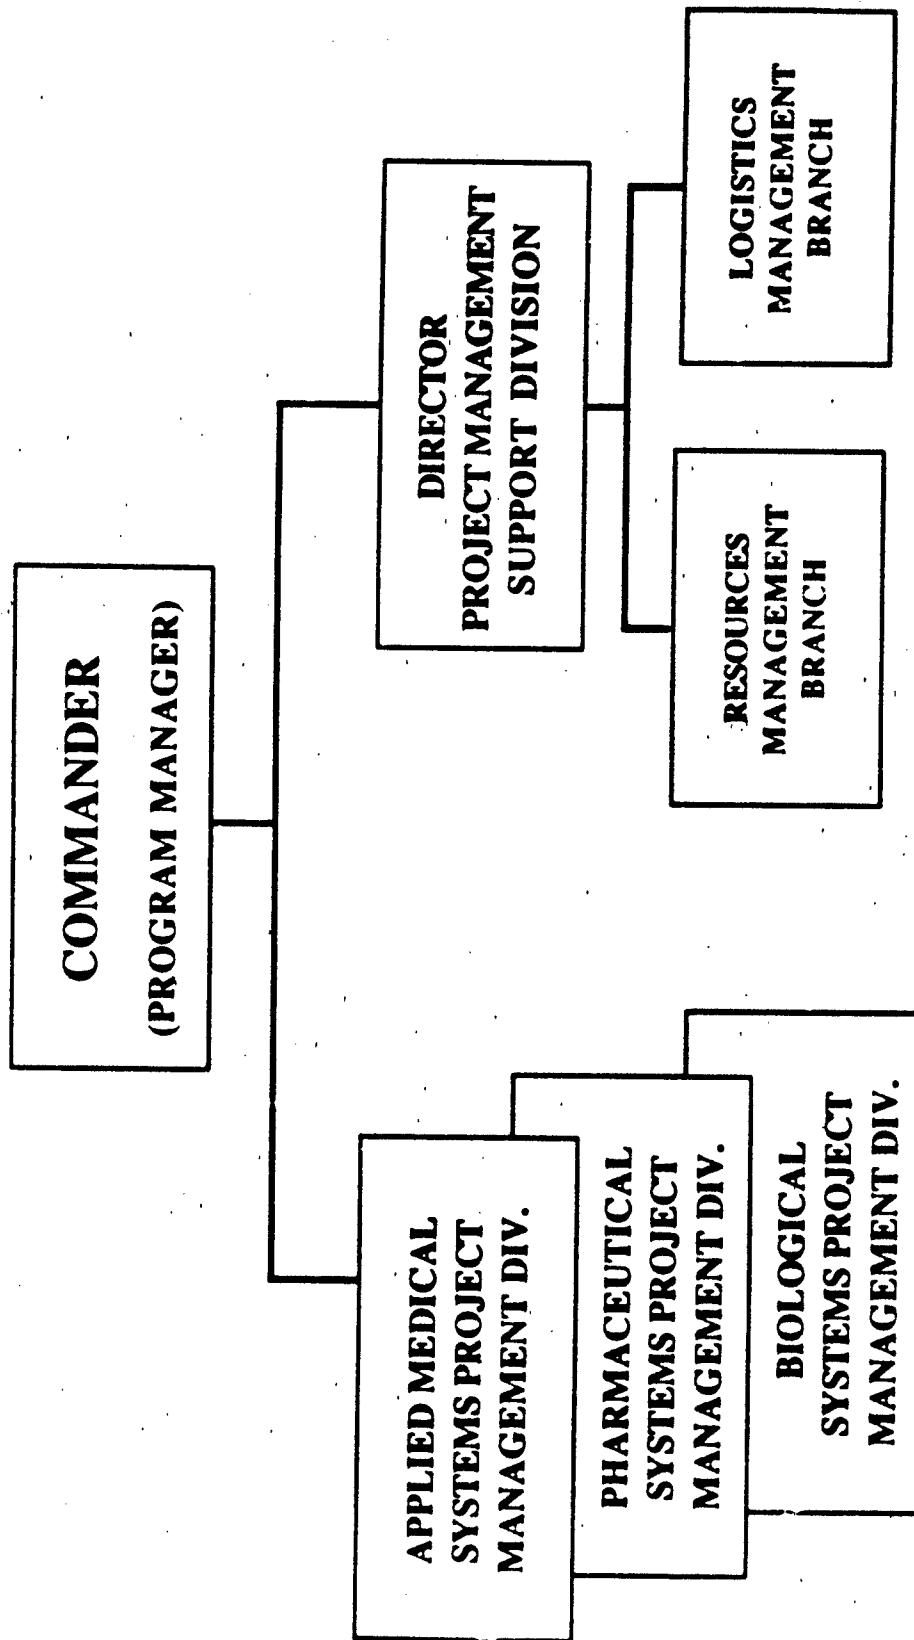 COMMANDER
(PROGRAM MANAGER)
APPLIED MEDICAL
SYSTEMS PROJECT
MANAGEMENT DIV.
PHARMACEUTICAL
SYSTEMS PROJECT
MANAGEMENT DIV.
BIOLOGICAL
SYSTEMS PROJECT
MANAGEMENT DIV.
DIRECTOR
PROJECT MANAGEMENT
SUPPORT DIVISION
RESOURCES
MANAGEMENT
BRANCH
LOGISTICS
MANAGEMENT
BRANCH